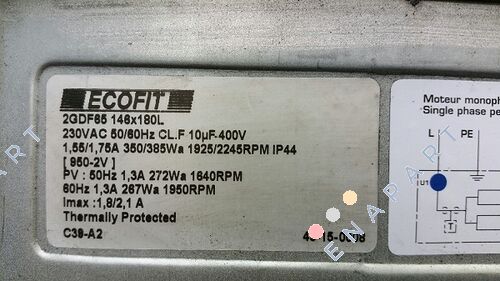 ECOFIT
2GDF65 146x180L
230VAC 50/60Hz CL.F 10µF-400V
1,55/1,75A 350/385Wa 1925/2245RPM IP44
[ 950-2V ]
PV : 50Hz 1,3A 272Wa 1640RPM
60Hz 1,3A 267Wa 1950RPM
Imax : 1,8/2,1 A
Thermally Protected
C39-A2
Moteur monoph
Single phase pe
L PE
U1
T
ENAPART